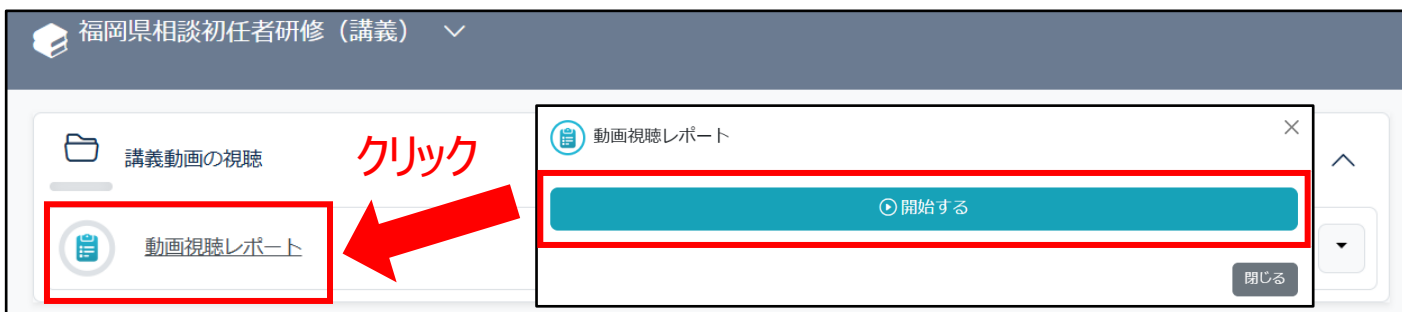 福岡県相談初任者研修（講義）
講義動画の視聴
クリック
動画視聴レポート
動画視聴レポート
開始する
閉じる